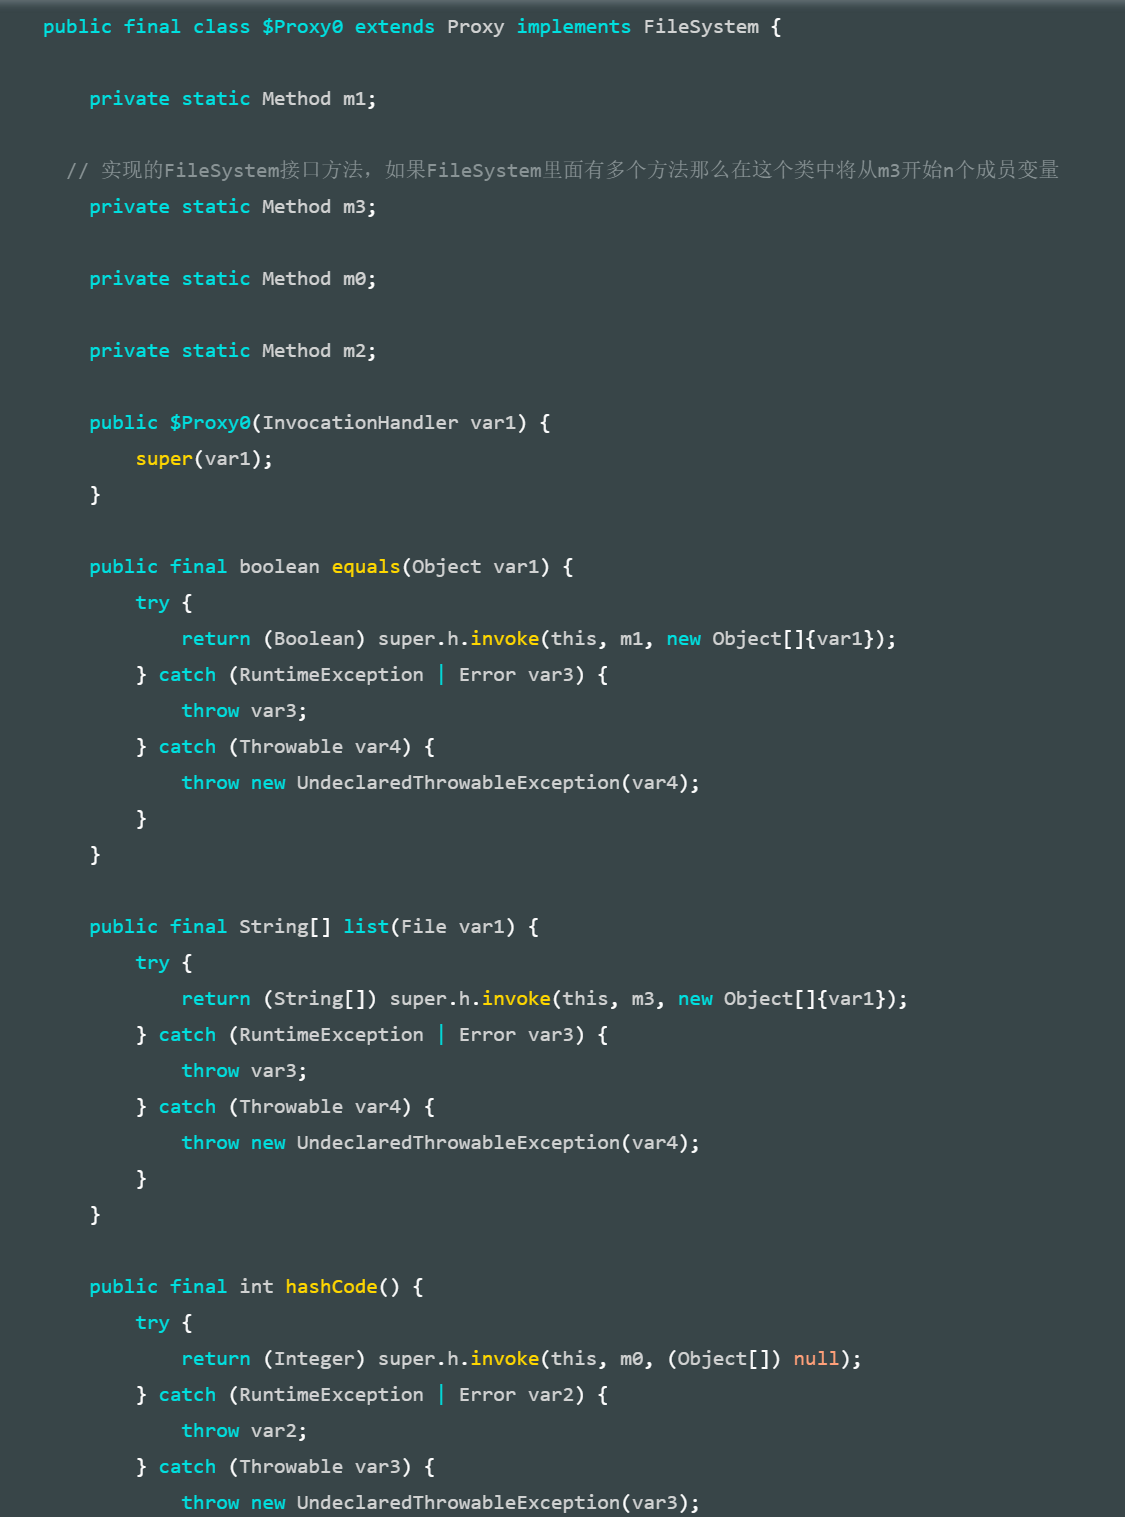 public final class $Proxy0 extends Proxy implements FileSystem {
private static Method m1;
// 实现的FileSystem接口方法，如果FileSystem里面有多个方法那么在这个类中将从m3开始n个成员变量
private static Method m3;
private static Method m0;
private static Method m2;
public $Proxy0(InvocationHandler var1) {
super(var1);
}
public final boolean equals(Object var1) {
try {
return (Boolean) super.h.invoke(this, m1, new Object[]{var1});
} catch (RuntimeException | Error var3) {
throw var3;
} catch (Throwable var4) {
throw new UndeclaredThrowableException(var4);
}
}
public final String[] list(File var1) {
try {
return (String[]) super.h.invoke(this, m3, new Object[]{var1});
} catch (RuntimeException | Error var3) {
throw var3;
} catch (Throwable var4) {
throw new UndeclaredThrowableException(var4);
}
}
public final int hashCode() {
try {
return (Integer) super.h.invoke(this, m0, (Object[]) null);
} catch (RuntimeException | Error var2) {
throw var2;
} catch (Throwable var3) {
throw new UndeclaredThrowableException(var3);